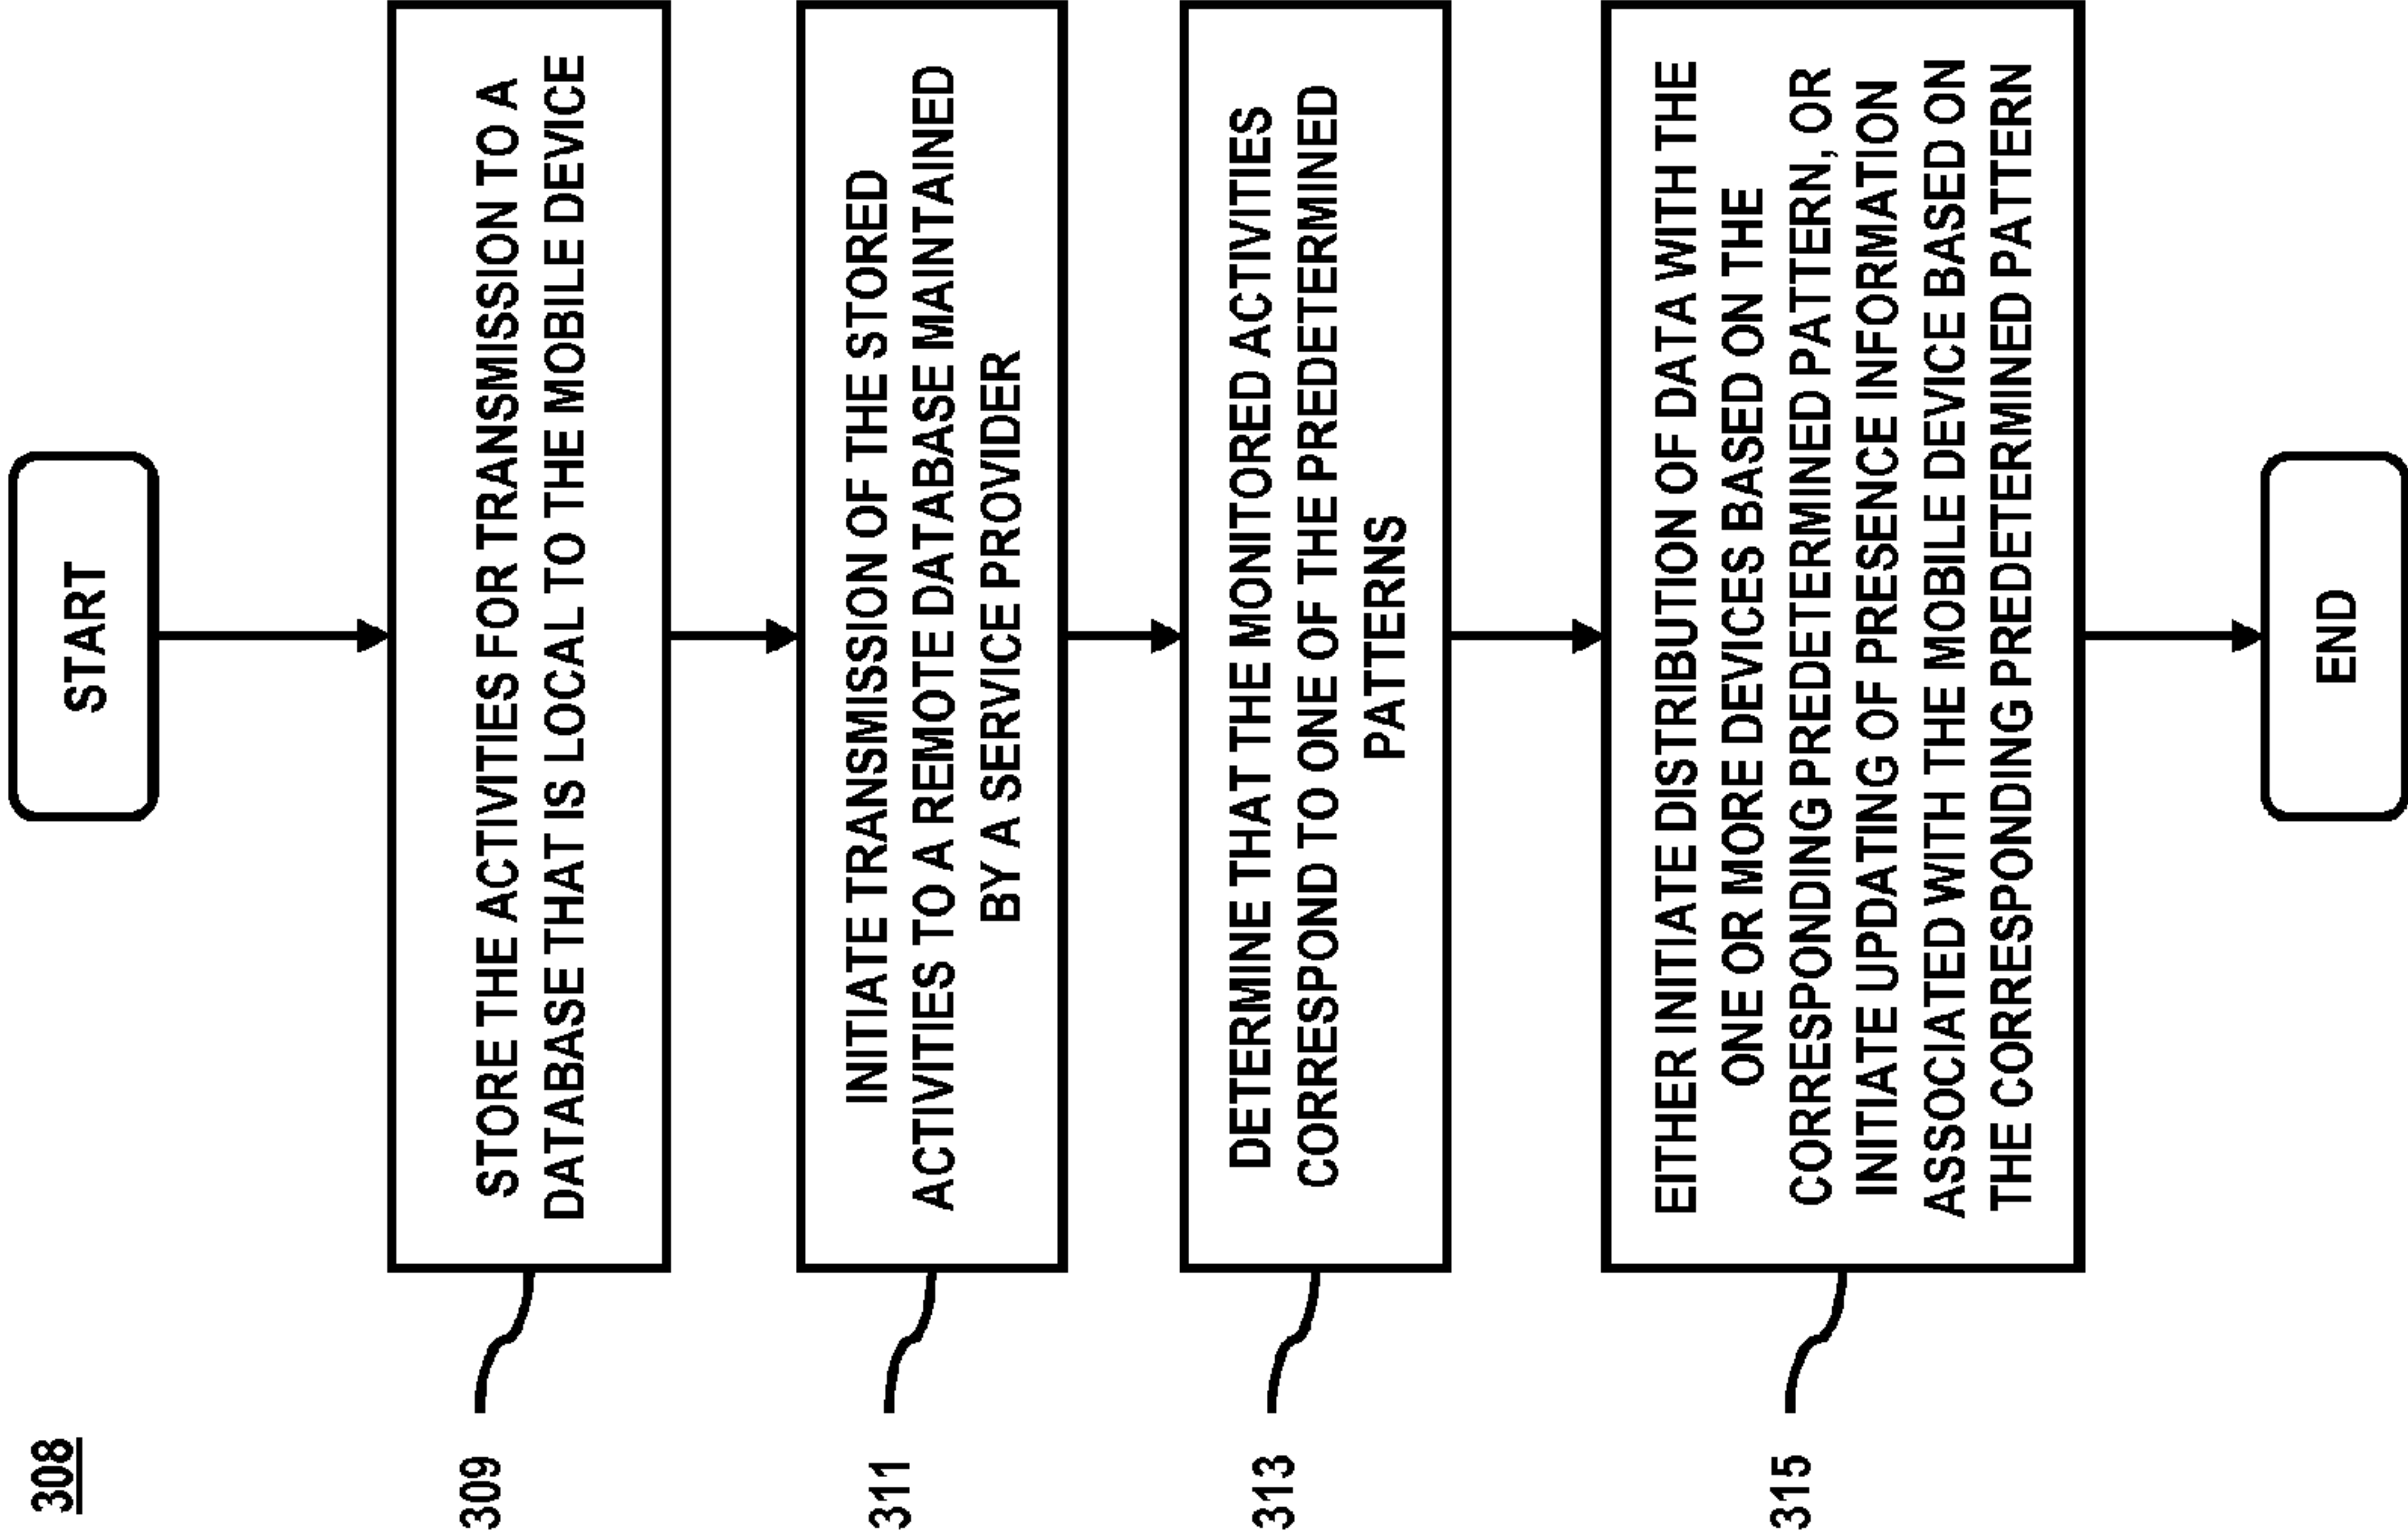 308
START
309
STORE THE ACTIVITIES FOR TRANSMISSION TO A
DATABASE THAT IS LOCAL TO THE MOBILE DEVICE
311
INITIATE TRANSMISSION OF THE STORED
ACTIVITIES TO A REMOTE DATABASE MAINTAINED
BY A SERVICE PROVIDER
313
DETERMINE THAT THE MONITORED ACTIVITIES
CORRESPOND TO ONE OF THE PREDETERMINED
PATTERNS
315
EITHER INITIATE DISTRIBUTION OF DATA WITH THE
ONE OR MORE DEVICES BASED ON THE
CORRESPONDING PREDETERMINED PATTERN, OR
INITIATE UPDATING OF PRESENCE INFORMATION
ASSOCIATED WITH THE MOBILE DEVICE BASED ON
THE CORRESPONDING PREDETERMINED PATTERN
END